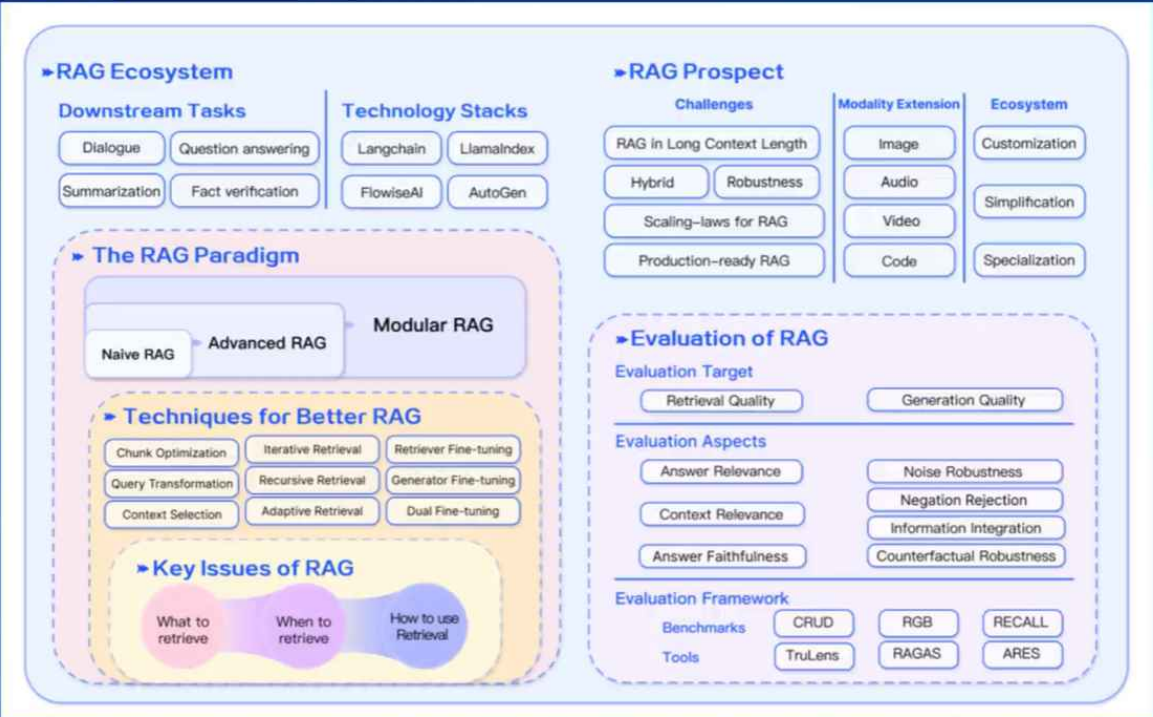 RAG Ecosystem
Downstream Tasks
Dialogue
Question answering
Summarization
Fact verification
Technology Stacks
Langchain
LlamaIndex
FlowiseAI
AutoGen
The RAG Paradigm
Naive RAG
Advanced RAG
Modular RAG
Techniques for Better RAG
Chunk Optimization
Iterative Retrieval
Retriever Fine-tuning
Query Transformation
Recursive Retrieval
Generator Fine-tuning
Context Selection
Adaptive Retrieval
Dual Fine-tuning
Key Issues of RAG
What to
retrieve
When to
retrieve
How to use
Retrieval
RAG Prospect
Challenges
RAG in Long Context Length
Hybrid
Robustness
Scaling-laws for RAG
Production-ready RAG
Modality Extension
Image
Audio
Video
Code
Ecosystem
Customization
Simplification
Specialization
Evaluation of RAG
Evaluation Target
Retrieval Quality
Generation Quality
Evaluation Aspects
Answer Relevance
Context Relevance
Answer Faithfulness
Noise Robustness
Negation Rejection
Information Integration
Counterfactual Robustness
Evaluation Framework
Benchmarks
CRUD
RGB
RECALL
Tools
TruLens
RAGAS
ARES